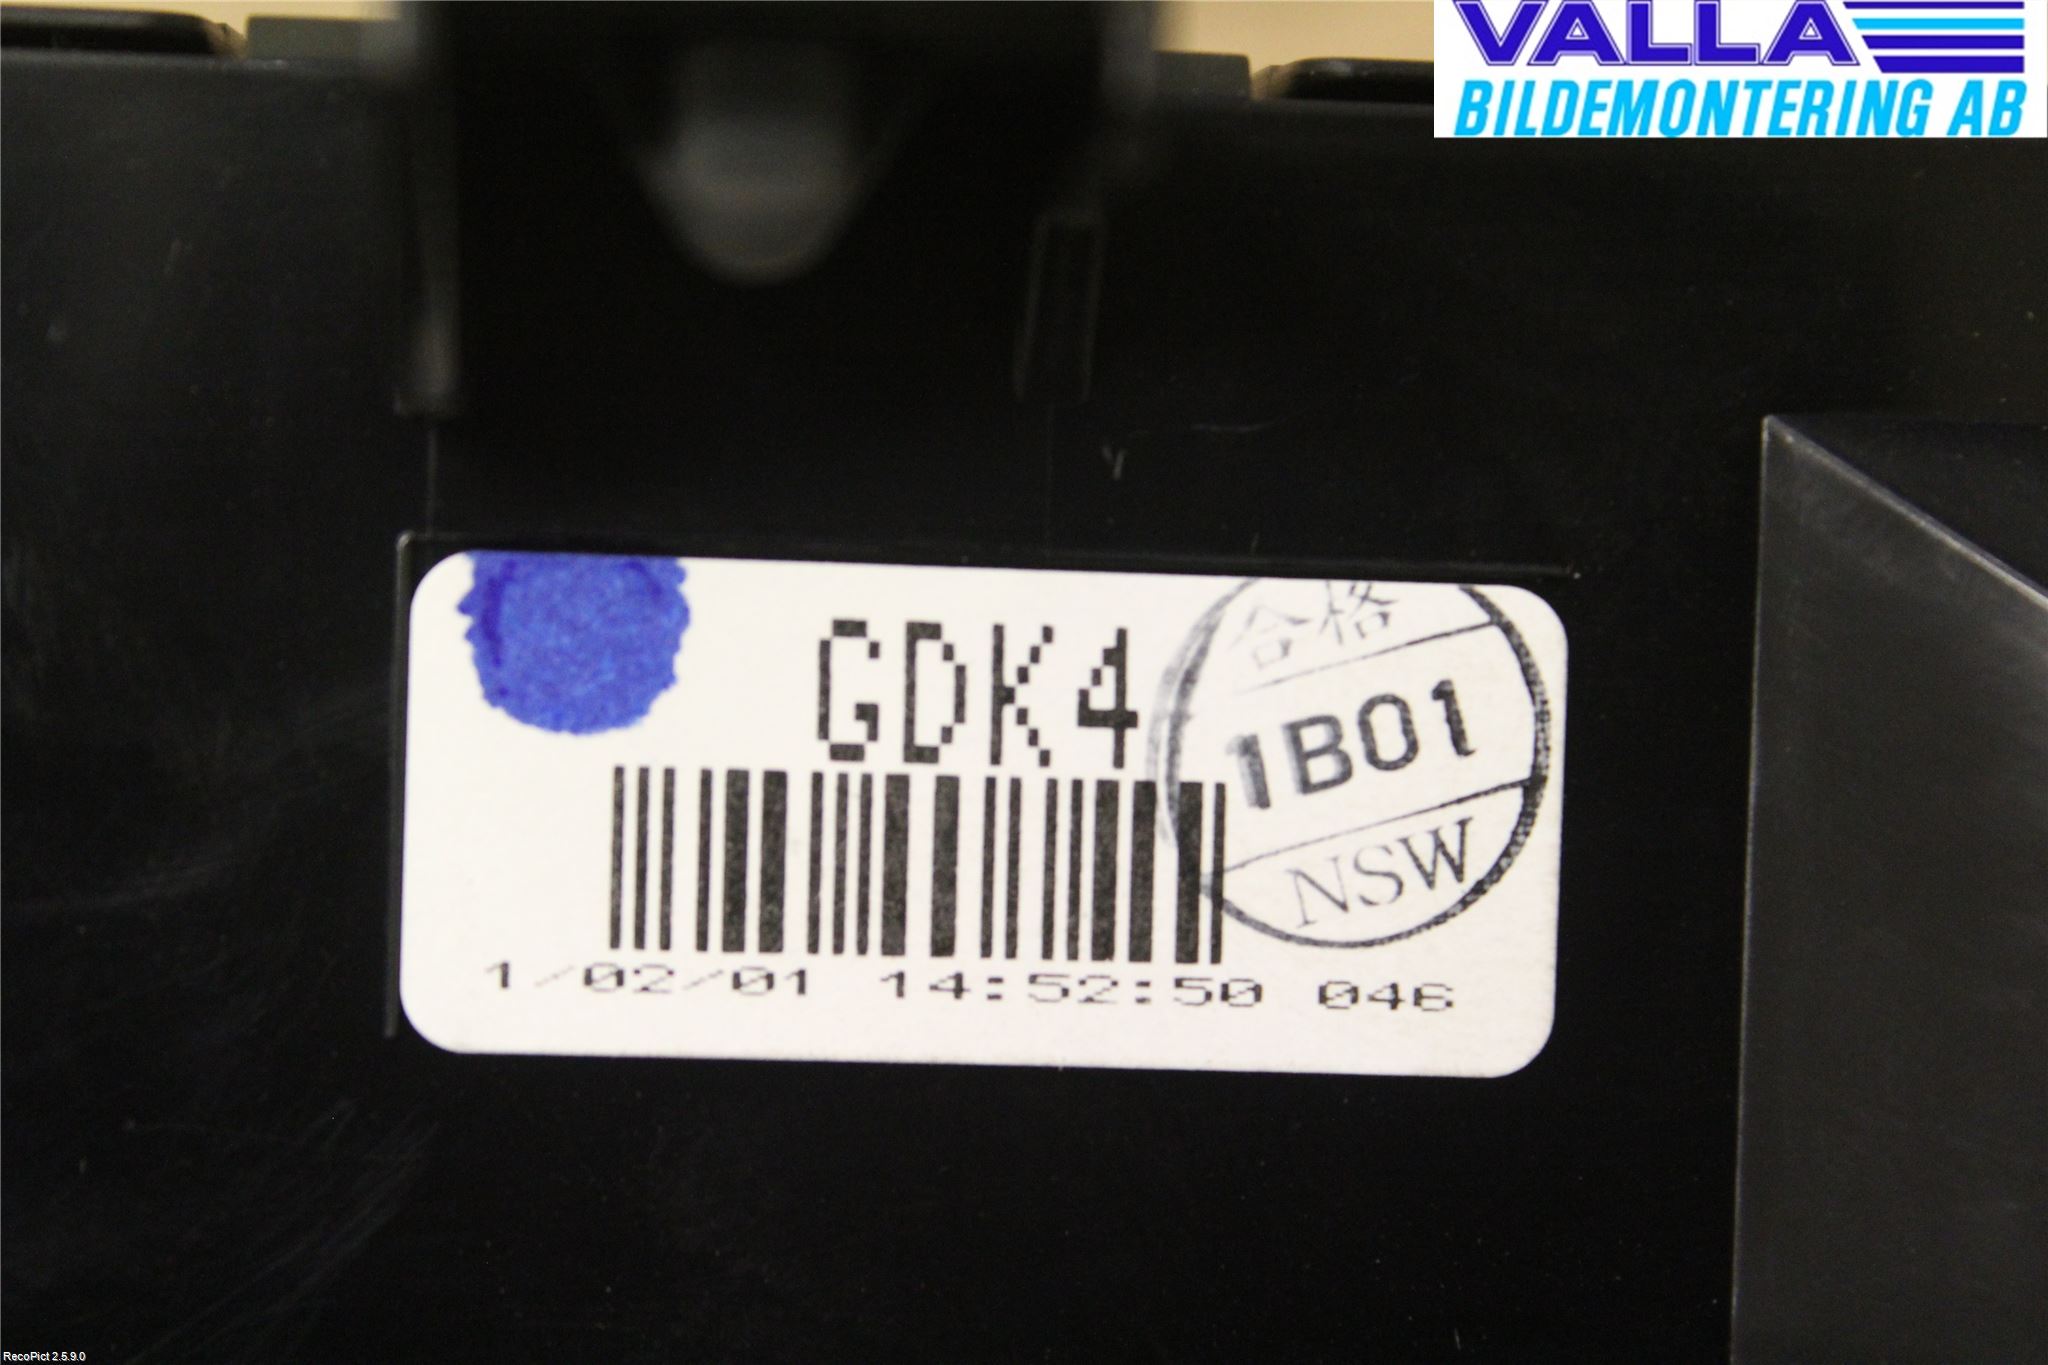 VALLA
BILDEMONTERING AB
GDK4
合格
1B01
NSW
1/02/01 14:52:50 046
RecoPict 2.5.9.0